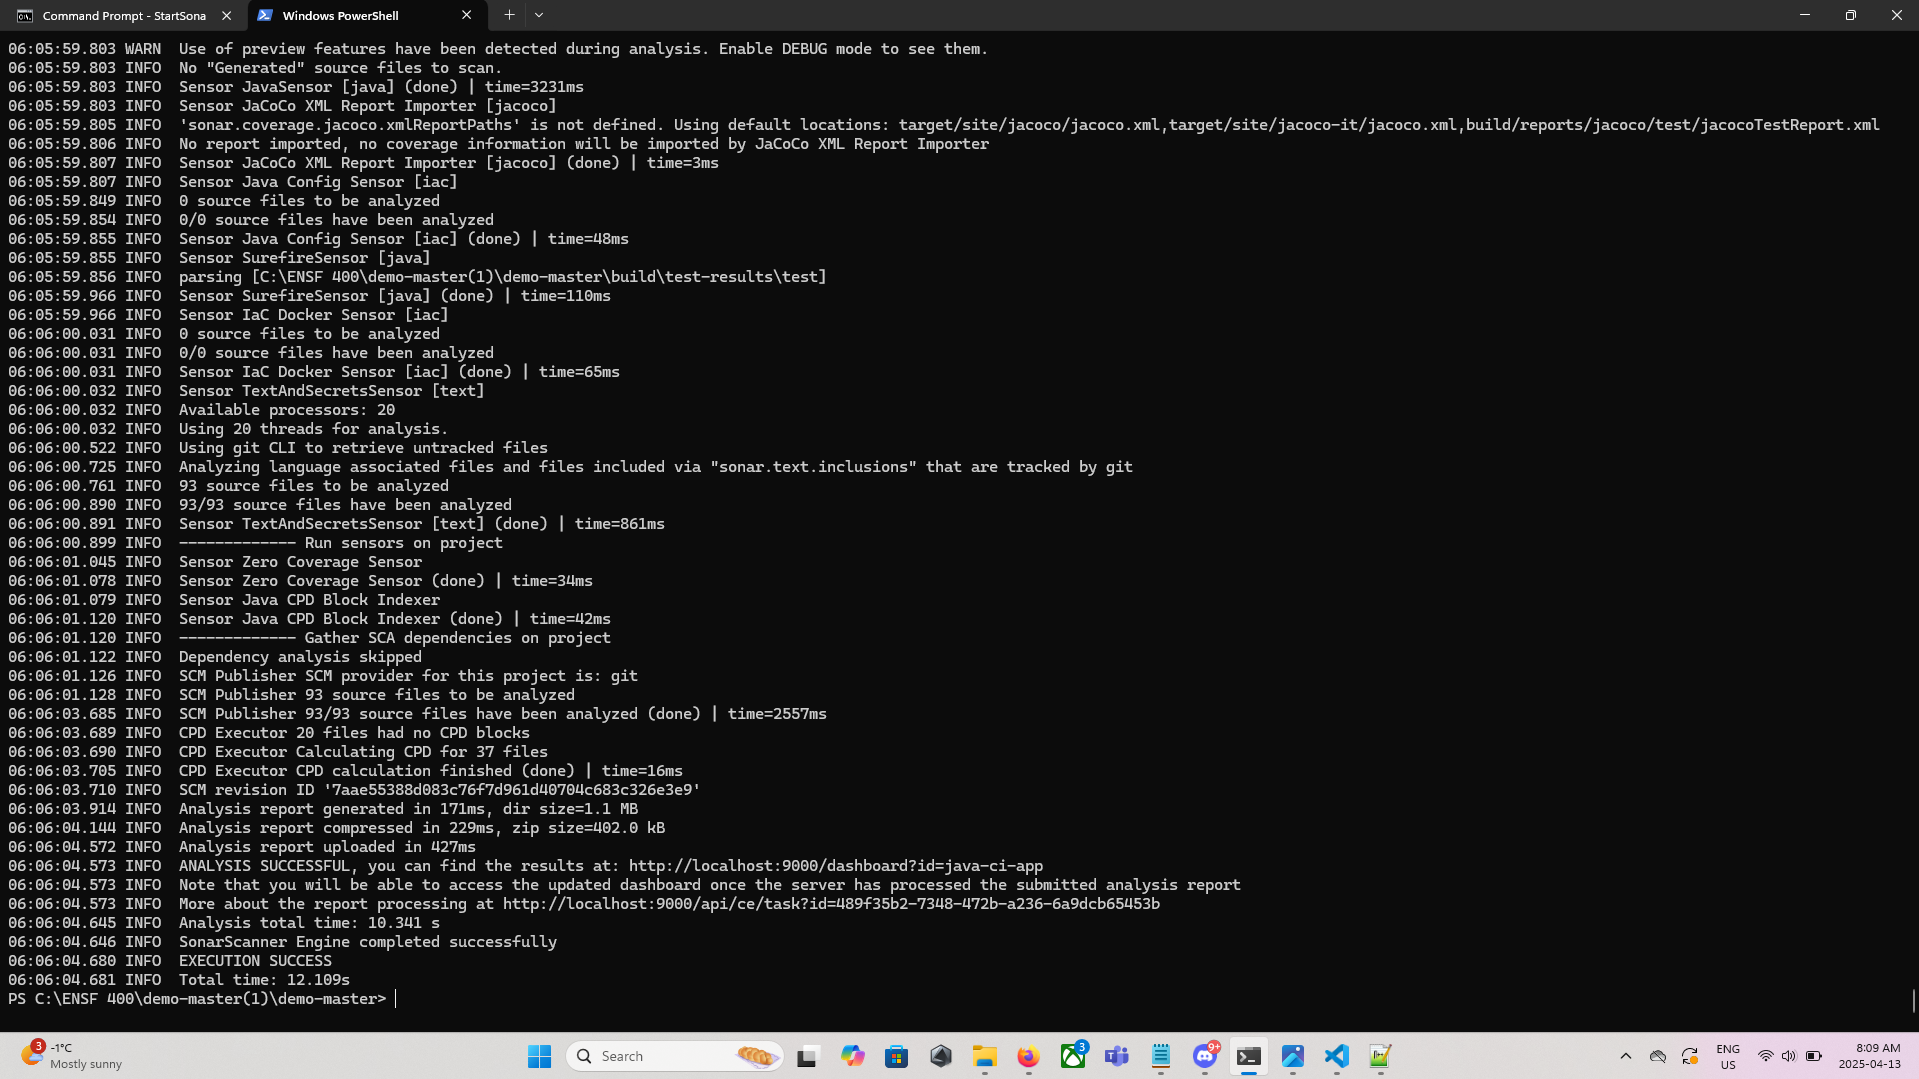 Command Prompt - StartSona
Windows PowerShell
06:05:59.803 WARN  Use of preview features have been detected during analysis. Enable DEBUG mode to see them.
06:05:59.803 INFO  No "Generated" source files to scan.
06:05:59.803 INFO  Sensor JavaSensor [java] (done) | time=3231ms
06:05:59.803 INFO  Sensor JaCoCo XML Report Importer [jacoco]
06:05:59.805 INFO  'sonar.coverage.jacoco.xmlReportPaths' is not defined. Using default locations: target/site/jacoco/jacoco.xml,target/site/jacoco-it/jacoco.xml,build/reports/jacoco/test/jacocoTestReport.xml
06:05:59.806 INFO  No report imported, no coverage information will be imported by JaCoCo XML Report Importer
06:05:59.807 INFO  Sensor JaCoCo XML Report Importer [jacoco] (done) | time=3ms
06:05:59.807 INFO  Sensor Java Config Sensor [iac]
06:05:59.849 INFO  0 source files to be analyzed
06:05:59.854 INFO  0/0 source files have been analyzed
06:05:59.855 INFO  Sensor Java Config Sensor [iac] (done) | time=48ms
06:05:59.855 INFO  Sensor SurefireSensor [java]
06:05:59.856 INFO  parsing [C:\ENSF 400\demo-master(1)\demo-master\build\test-results\test]
06:05:59.966 INFO  Sensor SurefireSensor [java] (done) | time=110ms
06:05:59.966 INFO  Sensor IaC Docker Sensor [iac]
06:06:00.031 INFO  0 source files to be analyzed
06:06:00.031 INFO  0/0 source files have been analyzed
06:06:00.031 INFO  Sensor IaC Docker Sensor [iac] (done) | time=65ms
06:06:00.032 INFO  Sensor TextAndSecretsSensor [text]
06:06:00.032 INFO  Available processors: 20
06:06:00.032 INFO  Using 20 threads for analysis.
06:06:00.522 INFO  Using git CLI to retrieve untracked files
06:06:00.725 INFO  Analyzing language associated files and files included via "sonar.text.inclusions" that are tracked by git
06:06:00.761 INFO  93 source files to be analyzed
06:06:00.890 INFO  93/93 source files have been analyzed
06:06:00.891 INFO  Sensor TextAndSecretsSensor [text] (done) | time=861ms
06:06:00.899 INFO  ------------- Run sensors on project
06:06:01.045 INFO  Sensor Zero Coverage Sensor
06:06:01.078 INFO  Sensor Zero Coverage Sensor (done) | time=34ms
06:06:01.079 INFO  Sensor Java CPD Block Indexer
06:06:01.120 INFO  Sensor Java CPD Block Indexer (done) | time=42ms
06:06:01.120 INFO  ------------- Gather SCA dependencies on project
06:06:01.122 INFO  Dependency analysis skipped
06:06:01.126 INFO  SCM Publisher SCM provider for this project is: git
06:06:01.128 INFO  SCM Publisher 93 source files to be analyzed
06:06:03.685 INFO  SCM Publisher 93/93 source files have been analyzed (done) | time=2557ms
06:06:03.689 INFO  CPD Executor 20 files had no CPD blocks
06:06:03.690 INFO  CPD Executor Calculating CPD for 37 files
06:06:03.705 INFO  CPD Executor CPD calculation finished (done) | time=16ms
06:06:03.710 INFO  SCM revision ID '7aae55388d083c76f7d961d40704c683c326e3e9'
06:06:03.914 INFO  Analysis report generated in 171ms, dir size=1.1 MB
06:06:04.144 INFO  Analysis report compressed in 229ms, zip size=402.0 kB
06:06:04.572 INFO  Analysis report uploaded in 427ms
06:06:04.573 INFO  ANALYSIS SUCCESSFUL, you can find the results at: http://localhost:9000/dashboard?id=java-ci-app
06:06:04.573 INFO  Note that you will be able to access the updated dashboard once the server has processed the submitted analysis report
06:06:04.573 INFO  More about the report processing at http://localhost:9000/api/ce/task?id=489f35b2-7348-472b-a236-6a9dcb65453b
06:06:04.645 INFO  Analysis total time: 10.341 s
06:06:04.646 INFO  SonarScanner Engine completed successfully
06:06:04.680 INFO  EXECUTION SUCCESS
06:06:04.681 INFO  Total time: 12.109s
PS C:\ENSF 400\demo-master(1)\demo-master>
3
-1°C
Mostly sunny
Search
3
9+
ENG
US
8:09 AM
2025-04-13